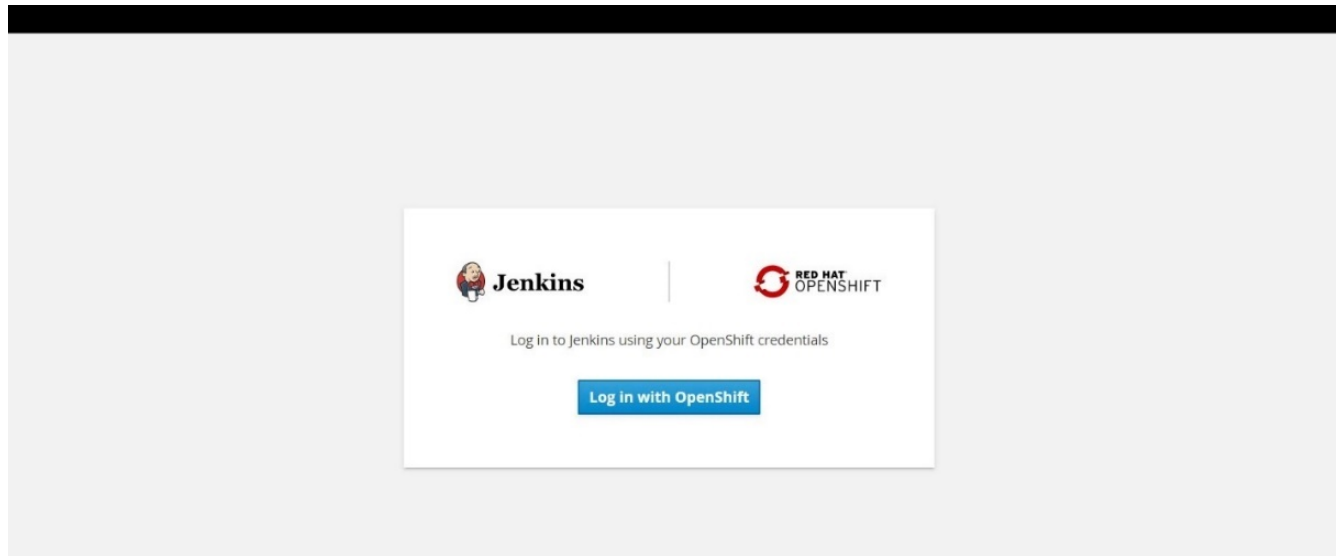 Jenkins
RED HAT
OPENSHIFT
Log in to Jenkins using your OpenShift credentials
Log in with OpenShift